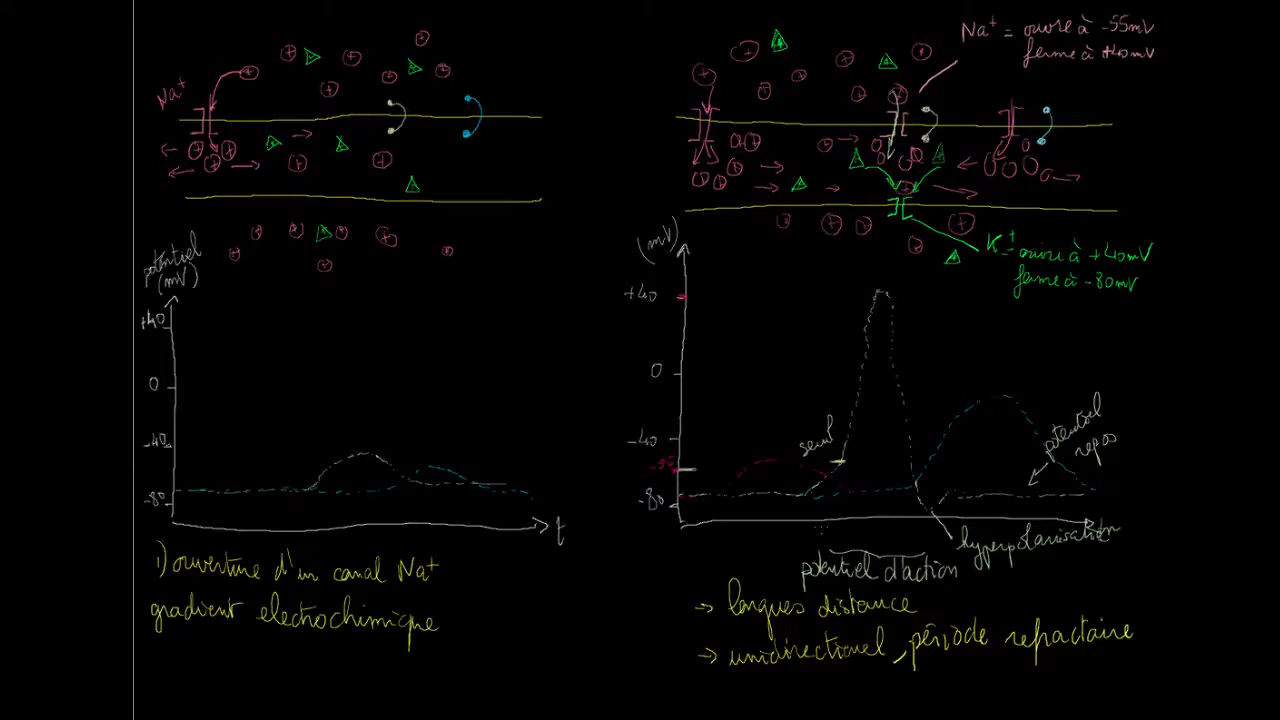 Na+
potentiel
(mV)
+40
0
-40
-80
t
1) ouverture d'un canal Na+
gradient electrochimique
Na+ = ouvre à -55mV
ferme à +40mV
K+ = ouvre à +40mV
ferme à -80mV
(mV)
+40
0
-40
-55
-80
seuil
potentiel
repos
hyperpolarisation
t
potentiel d'action
-> longues distance
-> unidirectionel, période refractaire